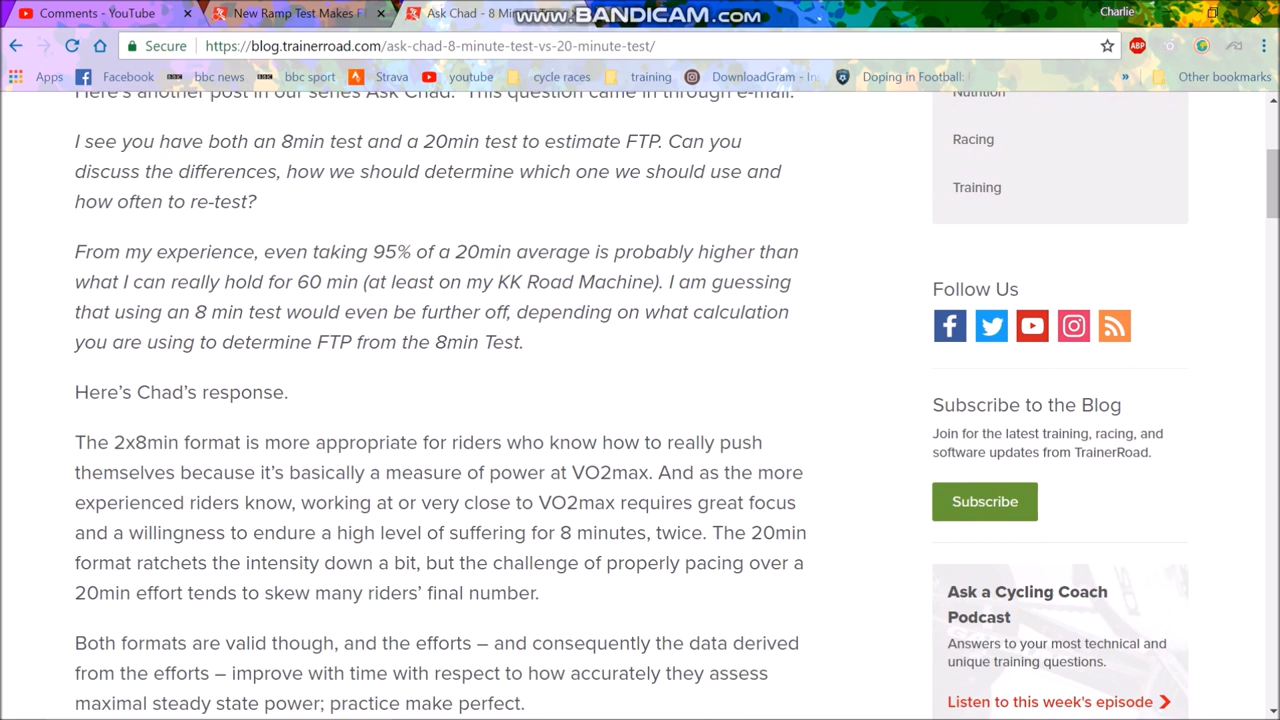 Comments - YouTube
New Ramp Test Makes F
Ask Chad - 8 Min
www.BANDICAM.com
Charlie
Secure
https://blog.trainerroad.com/ask-chad-8-minute-test-vs-20-minute-test/
ABP
Apps
Facebook
bbc news
bbc sport
Strava
youtube
cycle races
training
DownloadGram - In
Doping in Football
»
Other bookmarks
Here's another post in our series Ask Chad. This question came in through e-mail.
I see you have both an 8min test and a 20min test to estimate FTP. Can you
discuss the differences, how we should determine which one we should use and
how often to re-test?
From my experience, even taking 95% of a 20min average is probably higher than
what I can really hold for 60 min (at least on my KK Road Machine). I am guessing
that using an 8 min test would even be further off, depending on what calculation
you are using to determine FTP from the 8min Test.
Here's Chad's response.
The 2x8min format is more appropriate for riders who know how to really push
themselves because it's basically a measure of power at VO2max. And as the more
experienced riders know, working at or very close to VO2max requires great focus
and a willingness to endure a high level of suffering for 8 minutes, twice. The 20min
format ratchets the intensity down a bit, but the challenge of properly pacing over a
20min effort tends to skew many riders' final number.
Both formats are valid though, and the efforts – and consequently the data derived
from the efforts – improve with time with respect to how accurately they assess
maximal steady state power; practice make perfect.
Nutrition
Racing
Training
Follow Us
Subscribe to the Blog
Join for the latest training, racing, and
software updates from TrainerRoad.
Subscribe
Ask a Cycling Coach
Podcast
Answers to your most technical and
unique training questions.
Listen to this week's episode